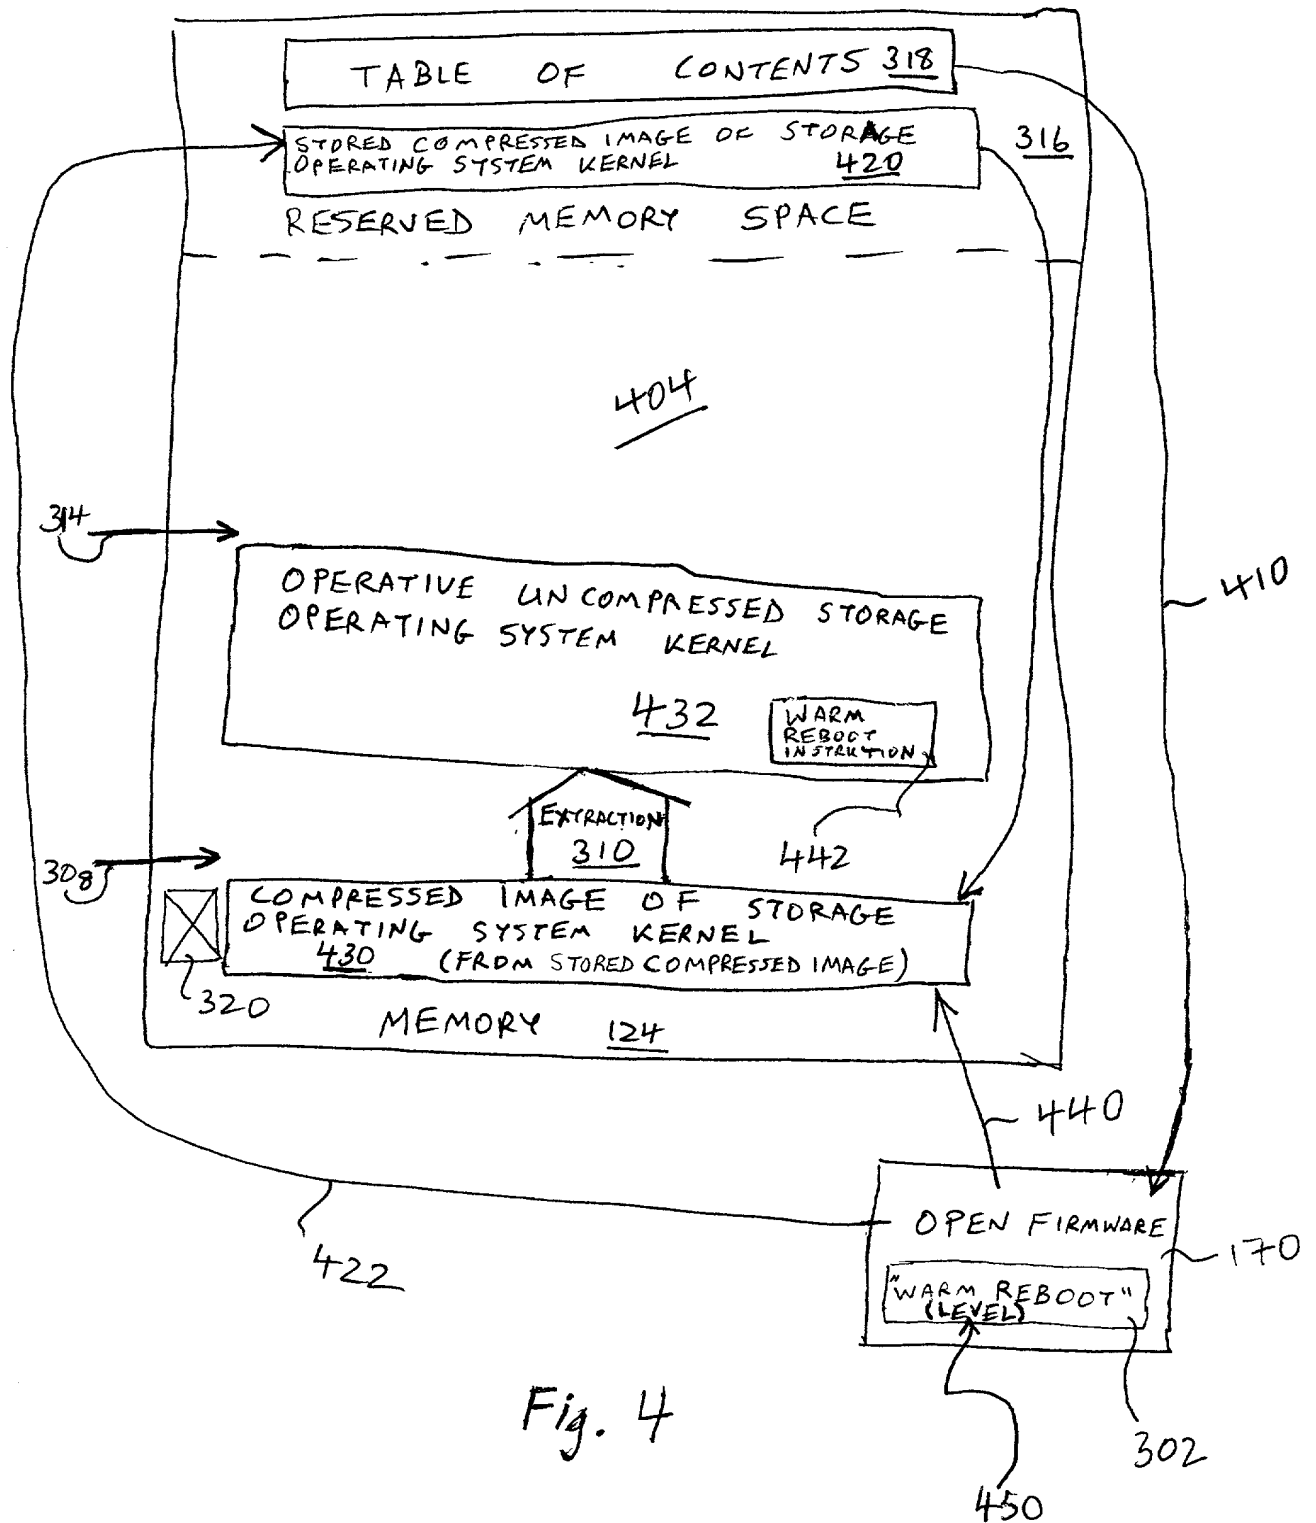 TABLE OF CONTENTS 318
STORED COMPRESSED IMAGE OF STORAGE
OPERATING SYSTEM KERNEL 420
316
RESERVED MEMORY SPACE
404
314
410
OPERATIVE UNCOMPRESSED STORAGE
OPERATING SYSTEM KERNEL
432
WARM
REBOOT
INSTRUCTION
EXTRACTION
310
442
308
COMPRESSED IMAGE OF STORAGE
OPERATING SYSTEM KERNEL
430 (FROM STORED COMPRESSED IMAGE)
320
MEMORY 124
440
OPEN FIRMWARE
170
422
"WARM REBOOT"
(LEVEL)
Fig. 4
302
450